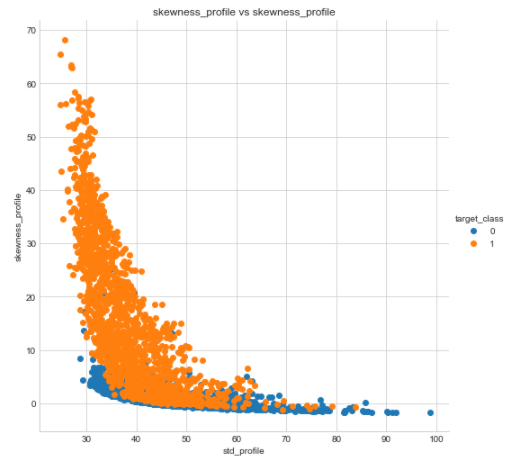 skewness_profile vs skewness_profile
70
60
50
40
30
20
10
0
skewness_profile
30 40 50 60 70 80 90 100
std_profile
target_class
0
1